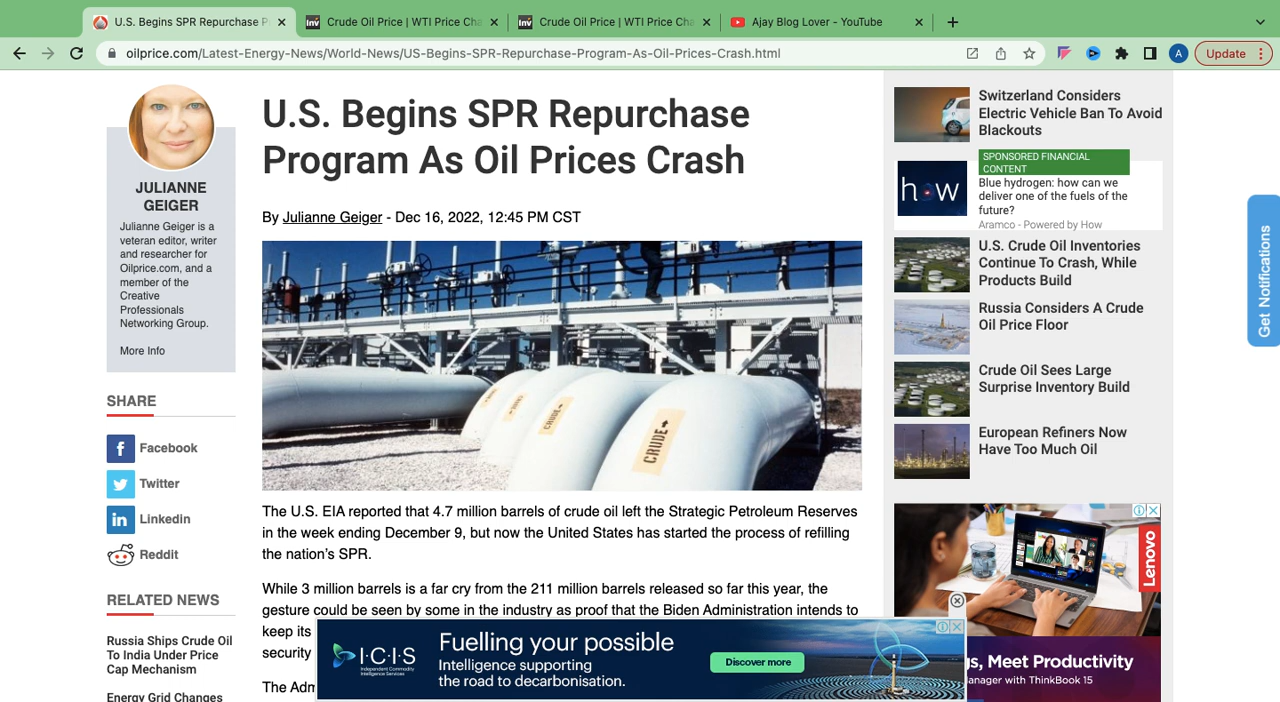 U.S. Begins SPR Repurchase P
Crude Oil Price | WTI Price Cha
Crude Oil Price | WTI Price Cha
Ajay Blog Lover - YouTube
oilprice.com/Latest-Energy-News/World-News/US-Begins-SPR-Repurchase-Program-As-Oil-Prices-Crash.html
A
Update
JULIANNE
GEIGER
Julianne Geiger is a
veteran editor, writer
and researcher for
Oilprice.com, and a
member of the
Creative
Professionals
Networking Group.
More Info
SHARE
Facebook
Twitter
Linkedin
Reddit
RELATED NEWS
Russia Ships Crude Oil
To India Under Price
Cap Mechanism
Energy Grid Changes
U.S. Begins SPR Repurchase
Program As Oil Prices Crash
By Julianne Geiger - Dec 16, 2022, 12:45 PM CST
CRUDE
CRUDE
The U.S. EIA reported that 4.7 million barrels of crude oil left the Strategic Petroleum Reserves
in the week ending December 9, but now the United States has started the process of refilling
the nation's SPR.
While 3 million barrels is a far cry from the 211 million barrels released so far this year, the
gesture could be seen by some in the industry as proof that the Biden Administration intends to
keep its
security
The Adm
I·C·I·S
Independent Commodity
Intelligence Services
Fuelling your possible
Intelligence supporting
the road to decarbonisation.
Discover more
Switzerland Considers
Electric Vehicle Ban To Avoid
Blackouts
how
SPONSORED FINANCIAL
CONTENT
Blue hydrogen: how can we
deliver one of the fuels of the
future?
Aramco - Powered by How
U.S. Crude Oil Inventories
Continue To Crash, While
Products Build
Russia Considers A Crude
Oil Price Floor
Crude Oil Sees Large
Surprise Inventory Build
European Refiners Now
Have Too Much Oil
Lenovo
gs, Meet Productivity
anager with ThinkBook 15
Get Notifications